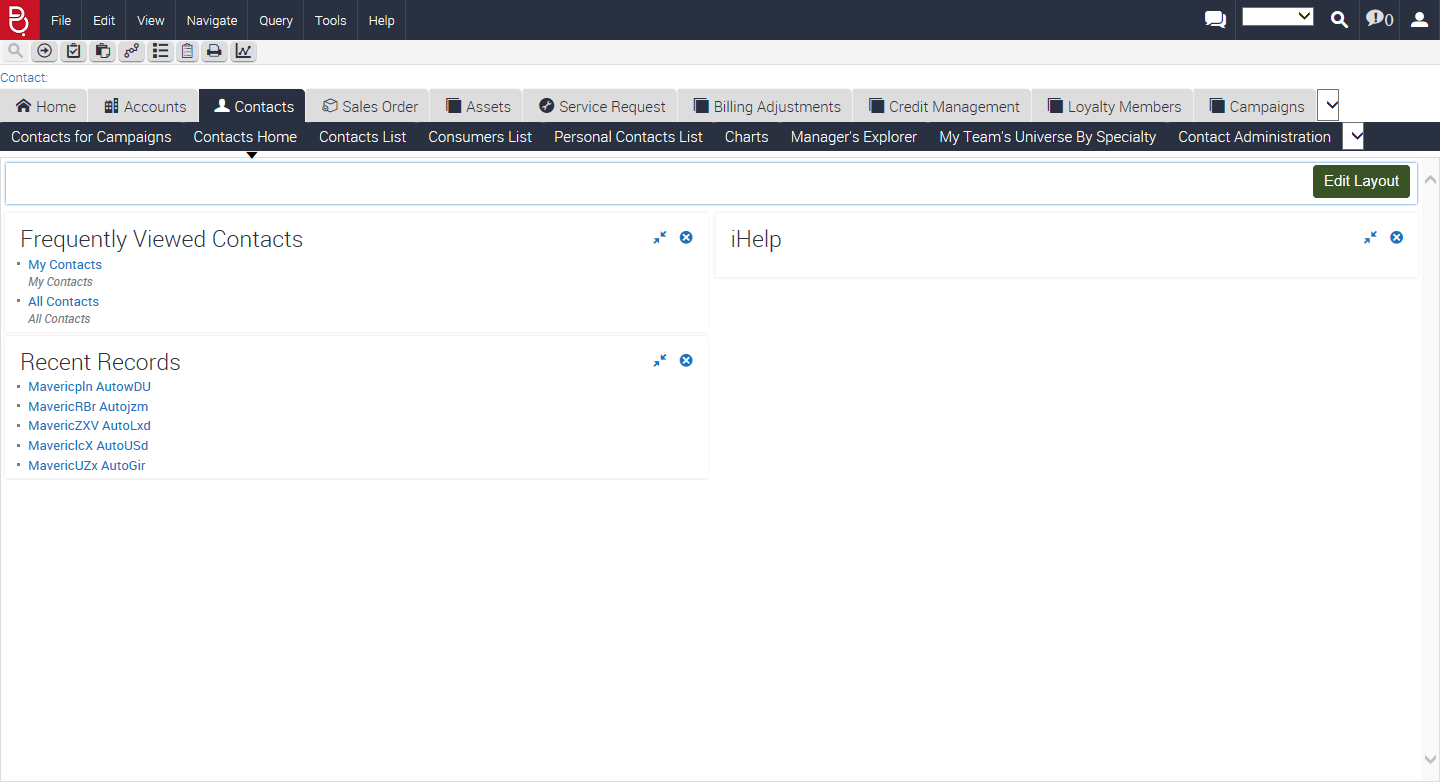 File Edit View Navigate Query Tools Help 0
Contact:
Home Accounts Contacts Sales Order Assets Service Request Billing Adjustments Credit Management Loyalty Members Campaigns
Contacts for Campaigns Contacts Home Contacts List Consumers List Personal Contacts List Charts Manager's Explorer My Team's Universe By Specialty Contact Administration
Edit Layout
Frequently Viewed Contacts
My Contacts
My Contacts
All Contacts
All Contacts
iHelp
Recent Records
Mavericpln AutowDU
MavericRBr Autojzm
MavericZXV AutoLxd
MavericlcX AutoUSd
MavericUZx AutoGir